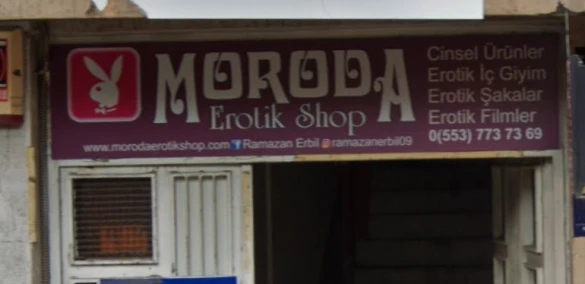 MORODA
Erotik Shop
Cinsel Ürünler
Erotik İç Giyim
Erotik Şakalar
Erotik Filmler
0(553) 773 73 69
www.morodaerotikshop.com f Ramazan Erbil ramazanerbil09